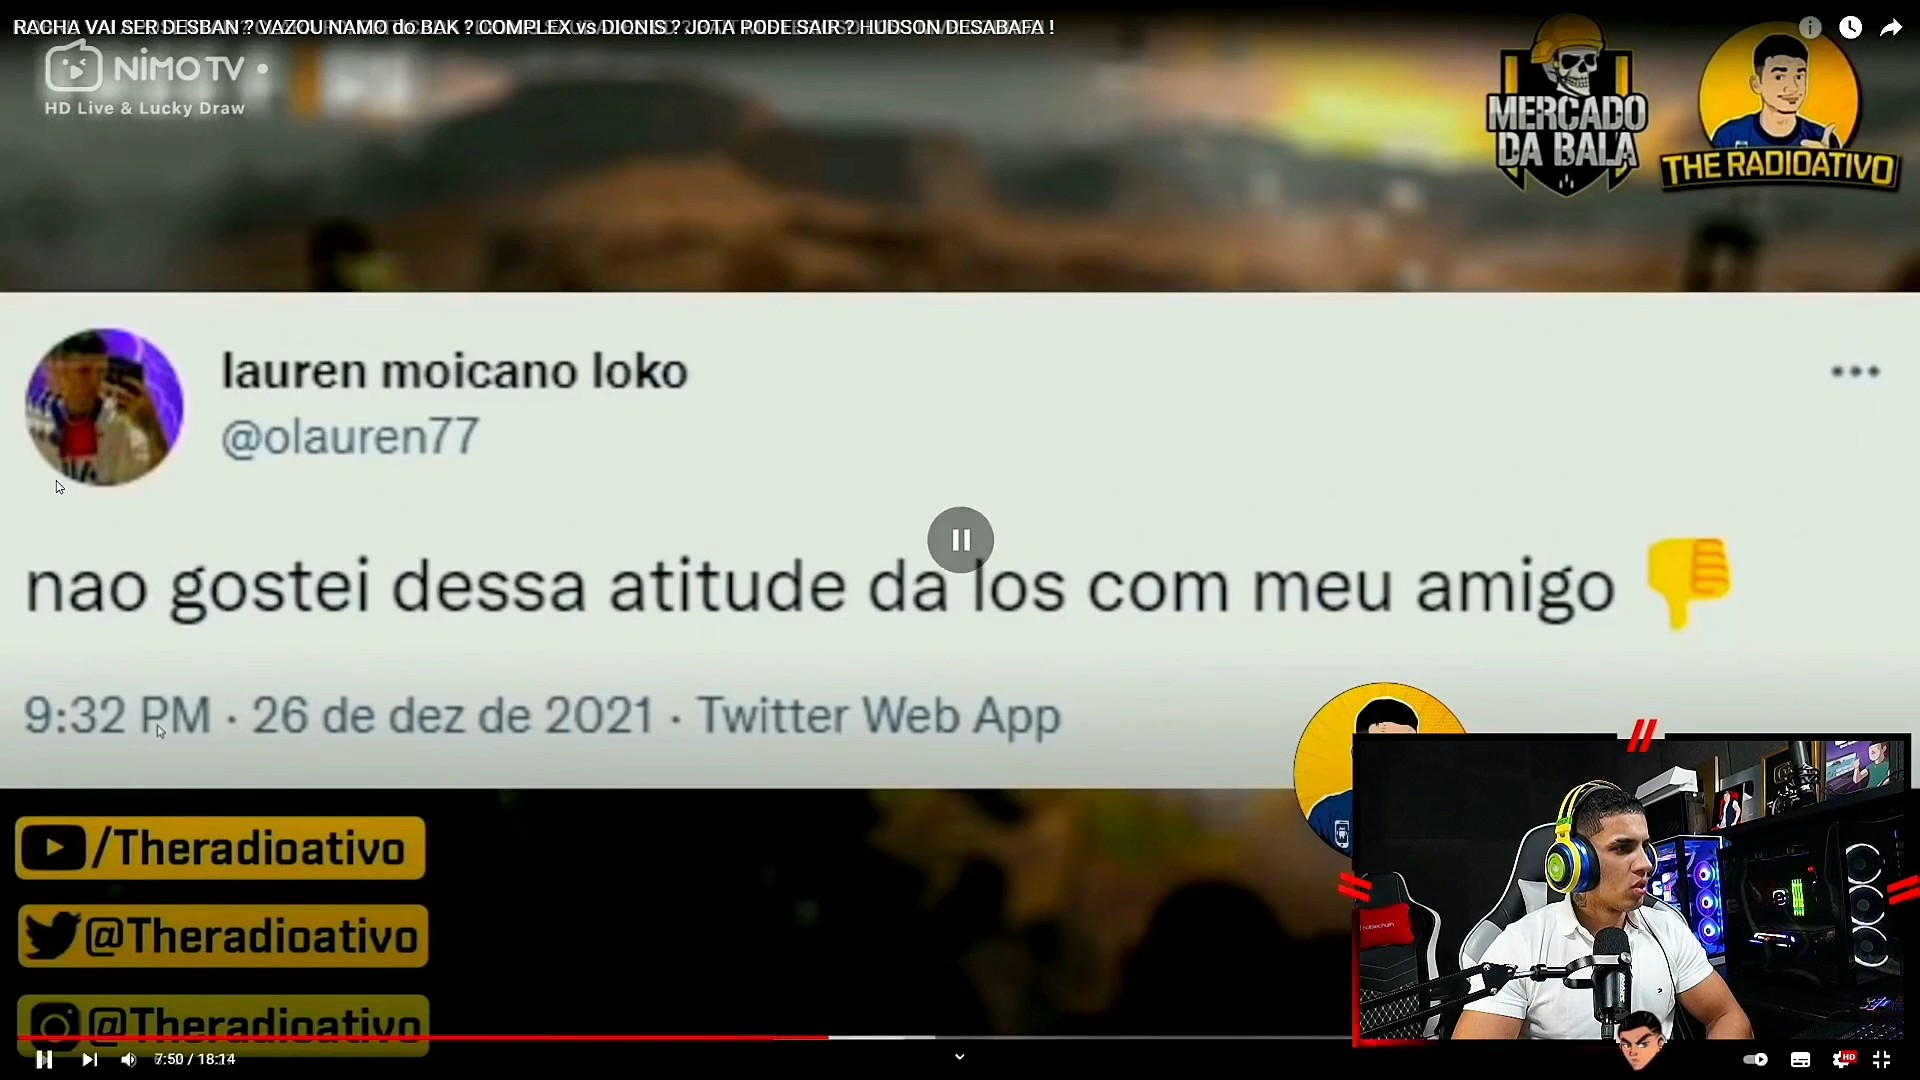 RACHA VAI SER DESBAN ? VAZOU NAMO do BAK ? COMPLEX vs DIONIS ? JOTA PODE SAIR ? HUDSON DESABAFA !
NIMO TV
HD Live & Lucky Draw
MERCADO
DA BALA
THE RADIOATIVO
lauren moicano loko
@olauren77
nao gostei dessa atitude da los com meu amigo 👎
9:32 PM · 26 de dez de 2021 · Twitter Web App
/Theradioativo
@Theradioativo
@Theradioativo
7:50 / 18:14
HD